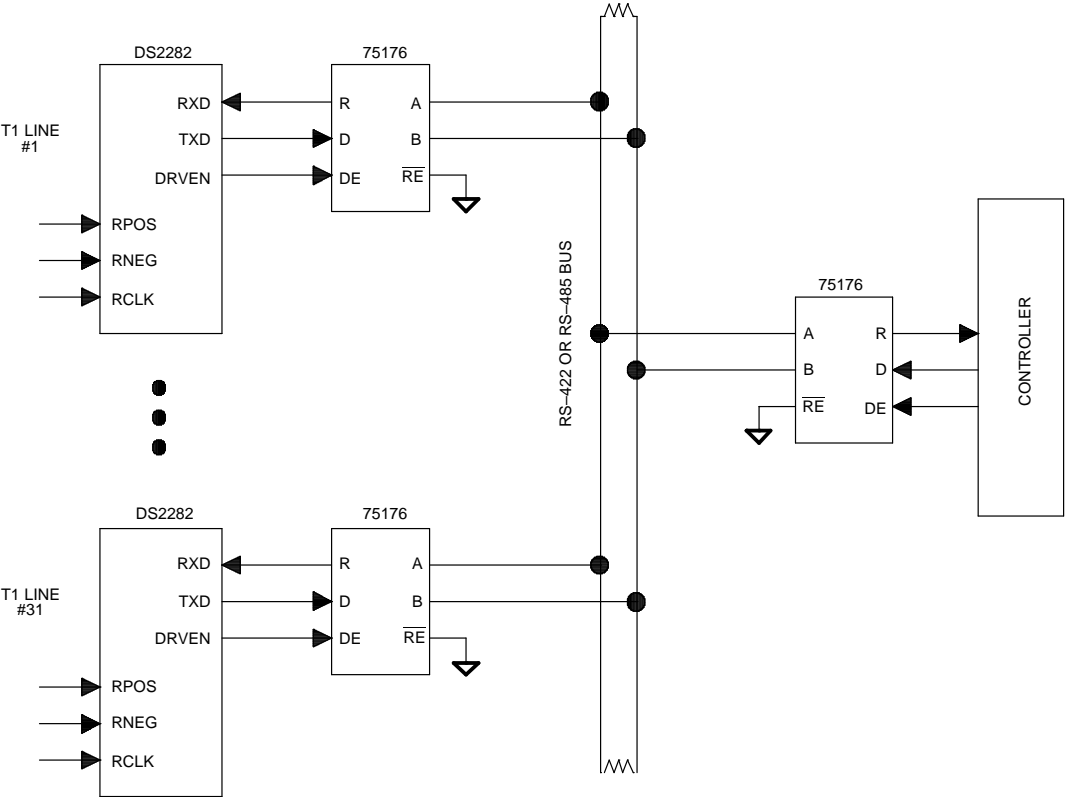 DS2282
75176
T1 LINE
#1
RXD
TXD
DRVEN
RPOS
RNEG
RCLK
R
D
DE
A
B
RE
RS–422 OR RS–485 BUS
75176
A
B
RE
R
D
DE
CONTROLLER
DS2282
75176
T1 LINE
#31
RXD
TXD
DRVEN
RPOS
RNEG
RCLK
R
D
DE
A
B
RE